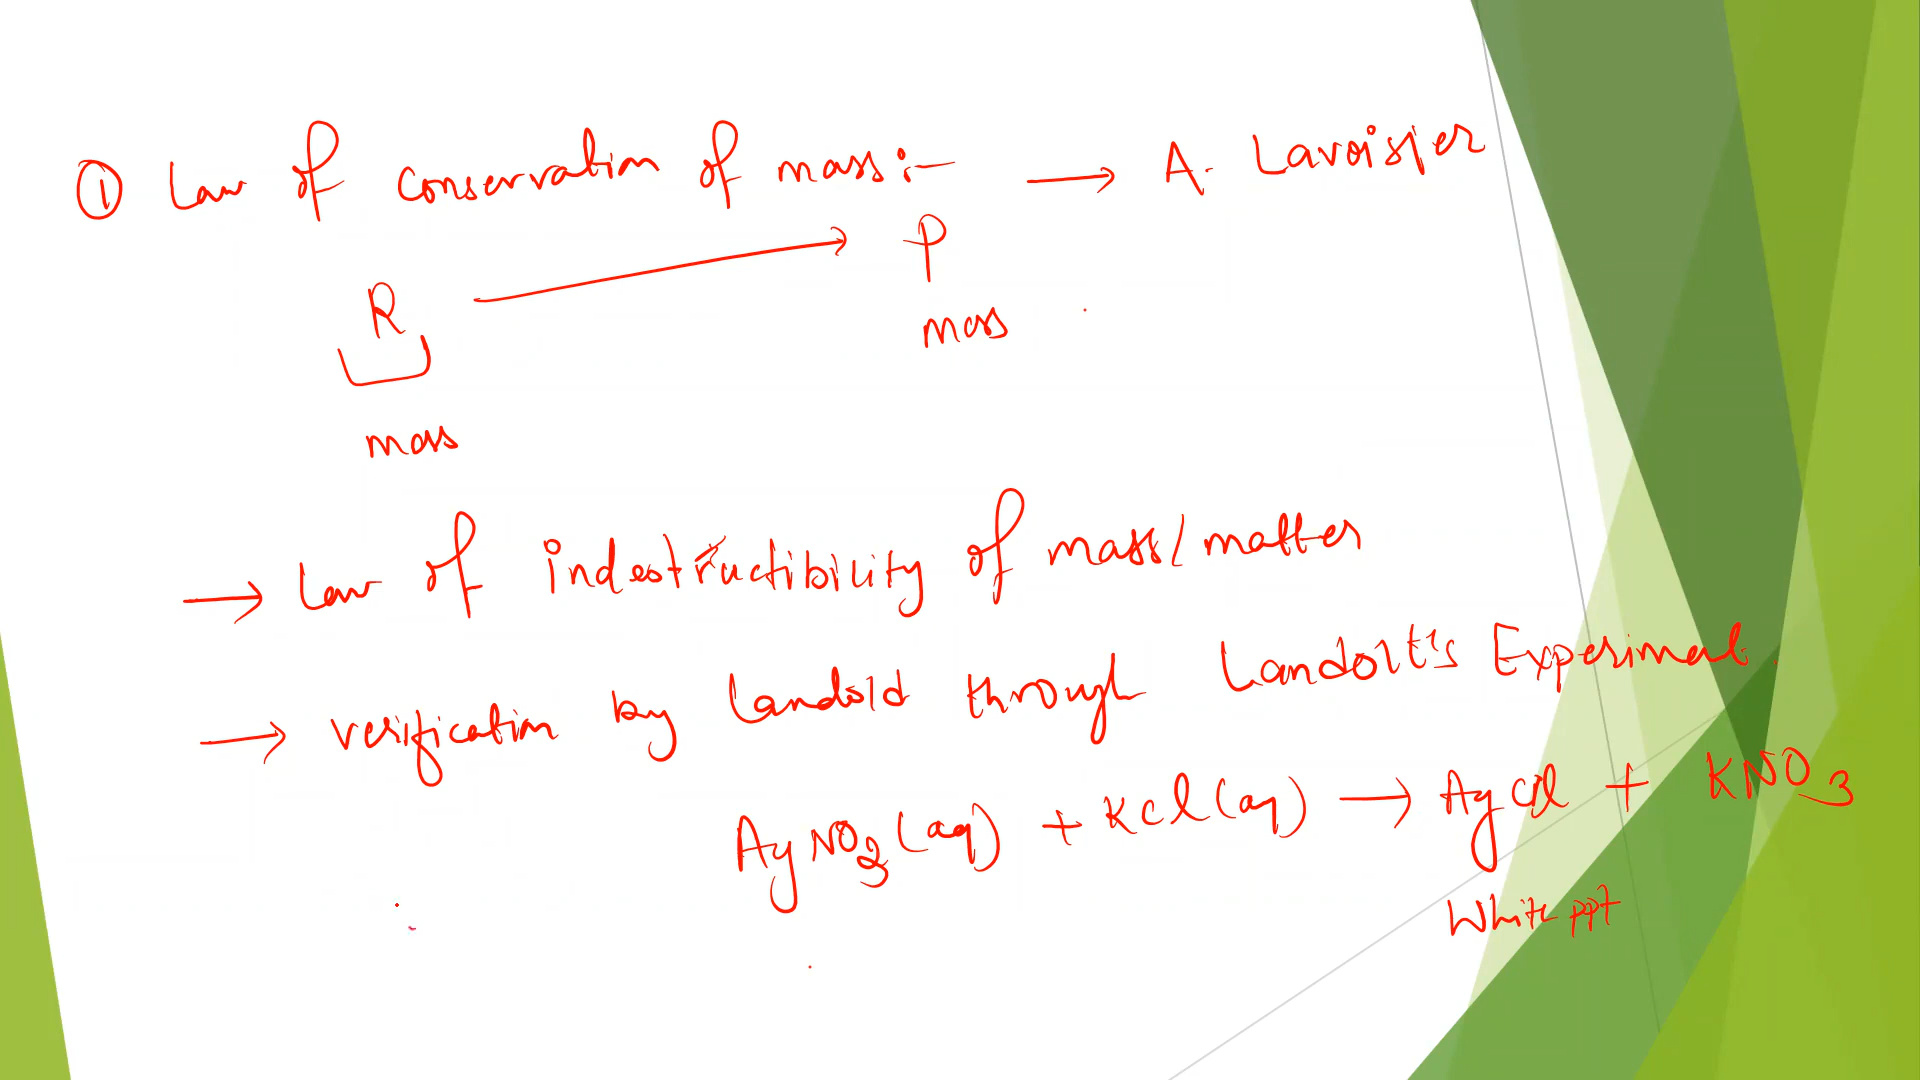 ① Law of conservation of mass :- → A. Lavoisier
R → P
mass
mass
→ Law of indestructibility of mass/matter
→ verification by Landold through Landolt's Experiment.
AgNO3(aq) + KCl(aq) → AgCl + KNO3
White ppt